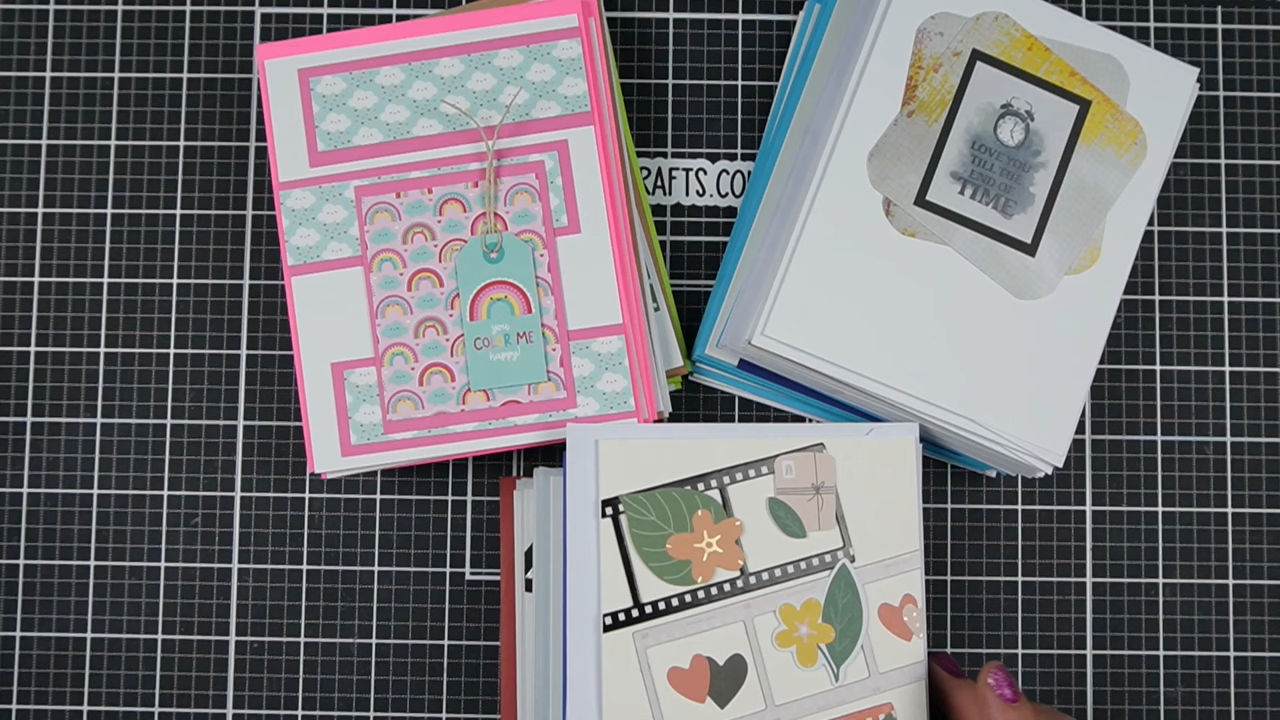 you
COLOR ME
happy!
RAFTS.CO
LOVE YOU
TILL THE
END OF
TIME
n